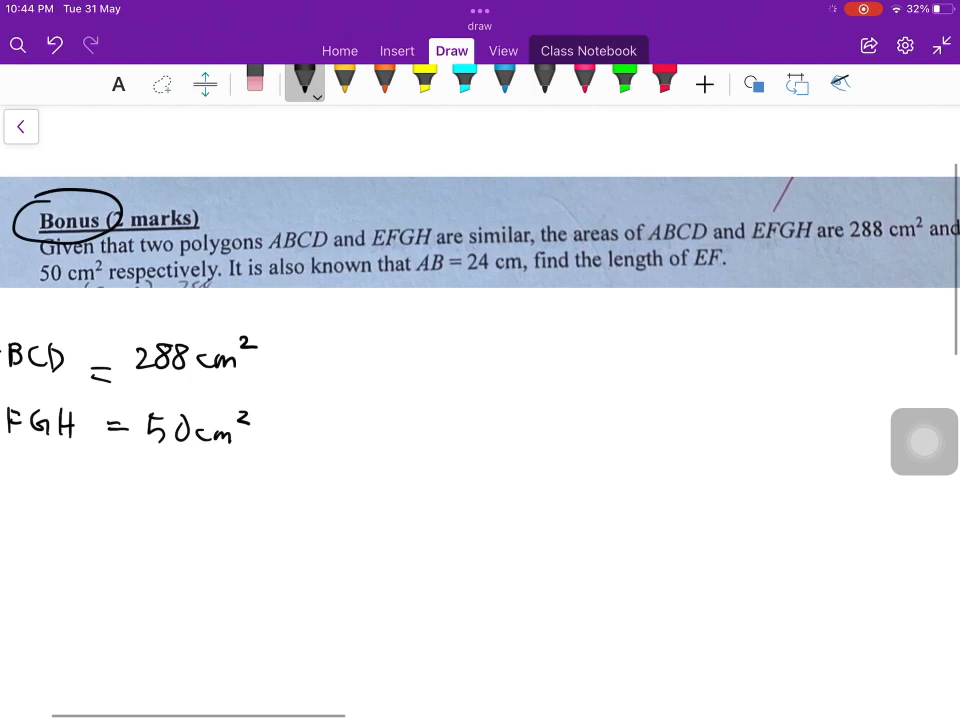 10:44 PM Tue 31 May
32%
draw
Home Insert Draw View Class Notebook
A
Bonus (2 marks)
Given that two polygons ABCD and EFGH are similar, the areas of ABCD and EFGH are 288 cm² and
50 cm² respectively. It is also known that AB = 24 cm, find the length of EF.
BCD = 288 cm²
FGH = 50 cm²